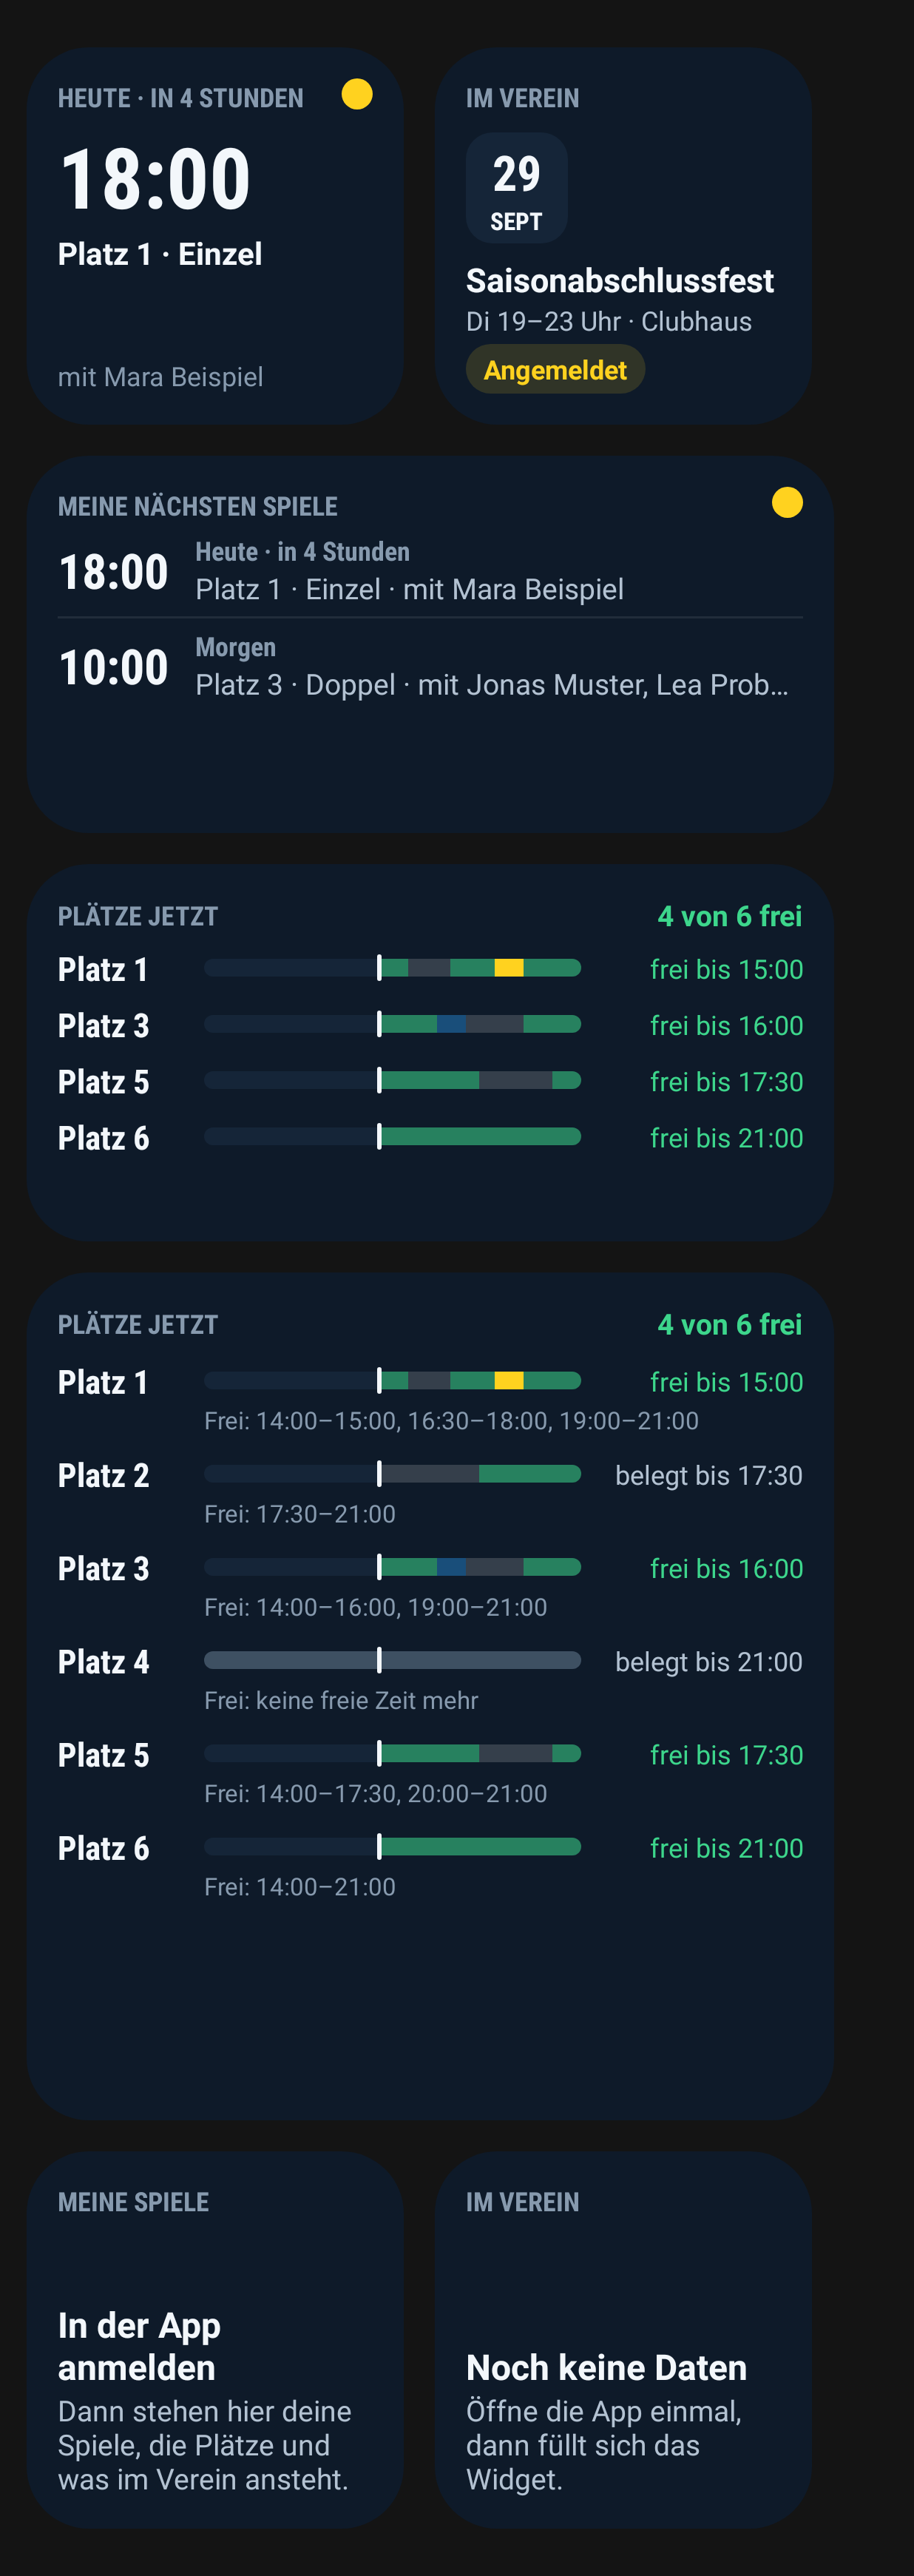 HEUTE · IN 4 STUNDEN
18:00
Platz 1 · Einzel
mit Mara Beispiel
IM VEREIN
29
SEPT
Saisonabschlussfest
Di 19–23 Uhr · Clubhaus
Angemeldet
MEINE NÄCHSTEN SPIELE
18:00
Heute · in 4 Stunden
Platz 1 · Einzel · mit Mara Beispiel
10:00
Morgen
Platz 3 · Doppel · mit Jonas Muster, Lea Prob...
PLÄTZE JETZT
4 von 6 frei
Platz 1
frei bis 15:00
Platz 3
frei bis 16:00
Platz 5
frei bis 17:30
Platz 6
frei bis 21:00
PLÄTZE JETZT
4 von 6 frei
Platz 1
frei bis 15:00
Frei: 14:00–15:00, 16:30–18:00, 19:00–21:00
Platz 2
belegt bis 17:30
Frei: 17:30–21:00
Platz 3
frei bis 16:00
Frei: 14:00–16:00, 19:00–21:00
Platz 4
belegt bis 21:00
Frei: keine freie Zeit mehr
Platz 5
frei bis 17:30
Frei: 14:00–17:30, 20:00–21:00
Platz 6
frei bis 21:00
Frei: 14:00–21:00
MEINE SPIELE
In der App
anmelden
Dann stehen hier deine
Spiele, die Plätze und
was im Verein ansteht.
IM VEREIN
Noch keine Daten
Öffne die App einmal,
dann füllt sich das
Widget.